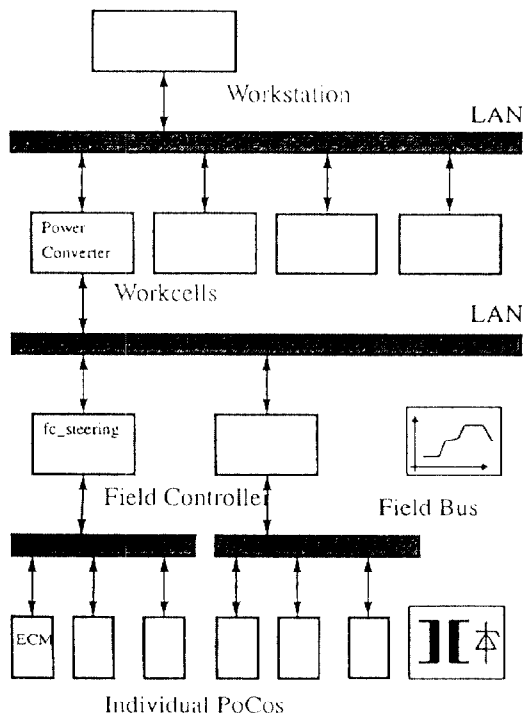 Workstation
LAN
Power
Converter
Workcells
LAN
fc_steering
Field Controller
Field Bus
ECM
Individual PoCos